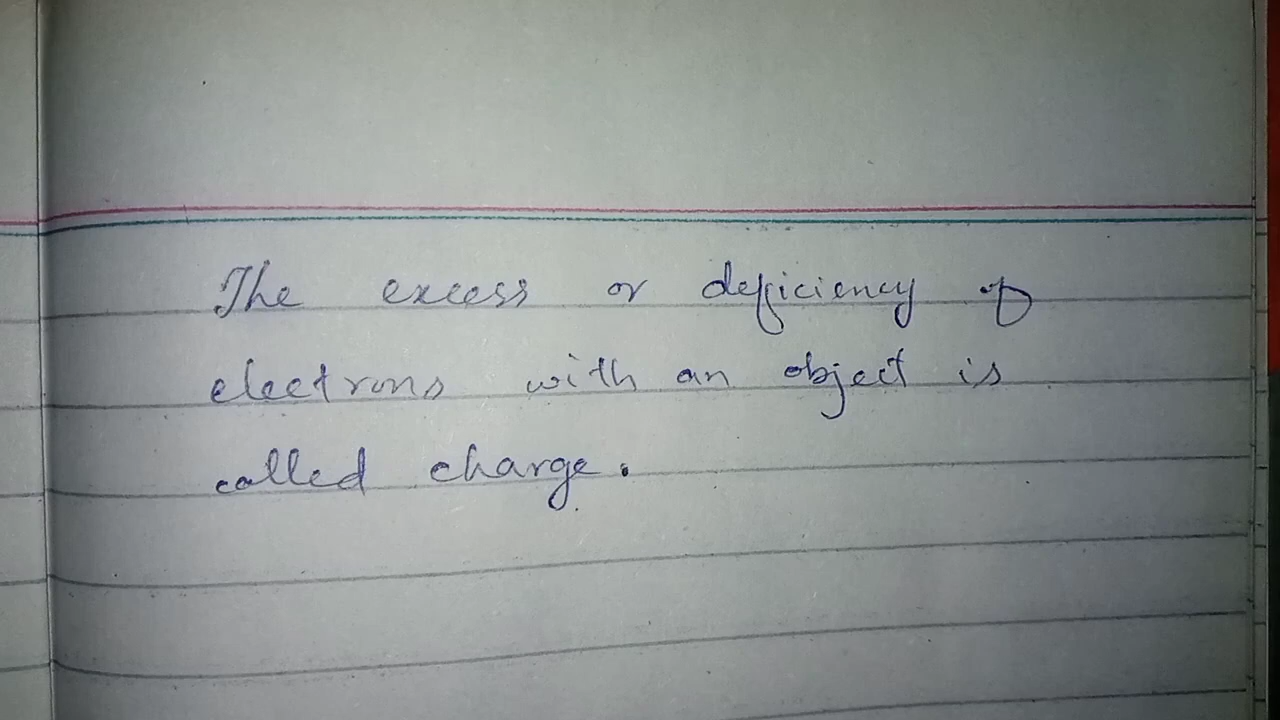 The excess or deficiency of
electrons with an object is
called charge.